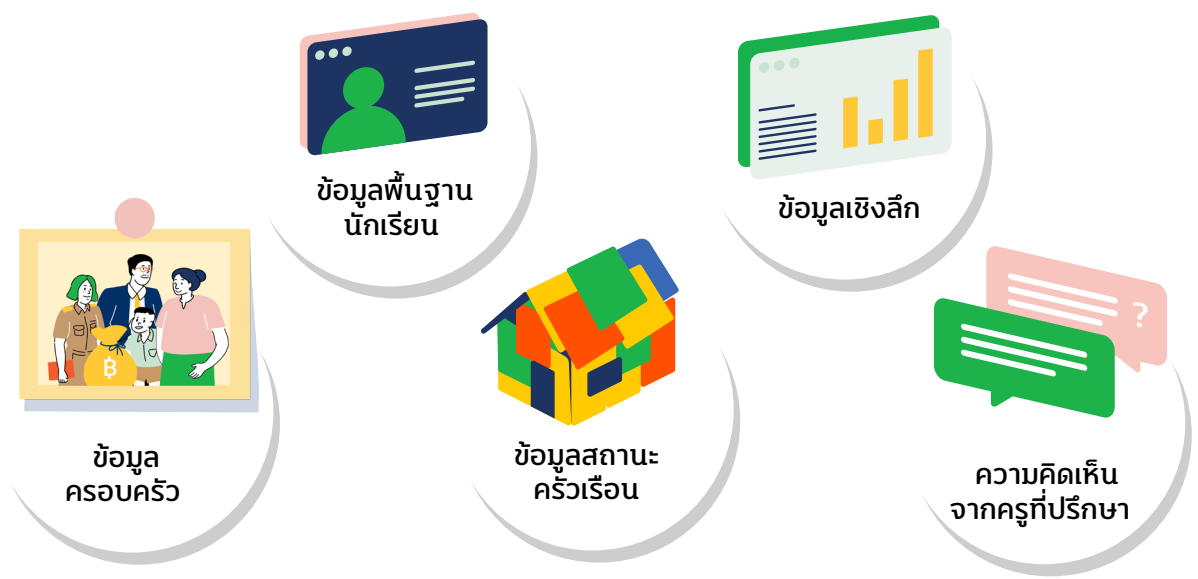 ข้อมูลพื้นฐาน
นักเรียน
ข้อมูลเชิงลึก
?
฿
ข้อมูล
ครอบครัว
ข้อมูลสถานะ
ครัวเรือน
ความคิดเห็น
จากครูที่ปรึกษา